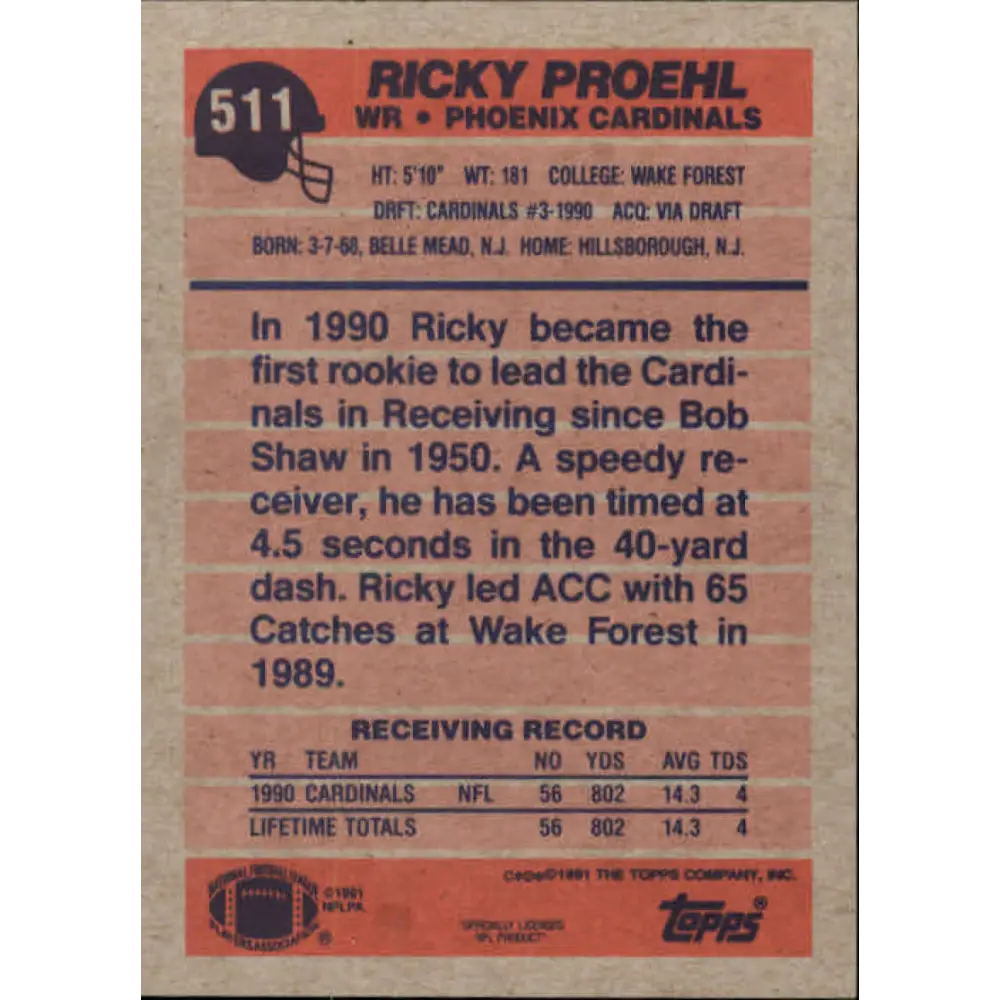 511
RICKY PROEHL
WR • PHOENIX CARDINALS
HT: 5'10" WT: 181 COLLEGE: WAKE FOREST
DRFT: CARDINALS #3-1990 ACQ: VIA DRAFT
BORN: 3-7-68, BELLE MEAD, N.J. HOME: HILLSBOROUGH, N.J.
In 1990 Ricky became the
first rookie to lead the Cardi-
nals in Receiving since Bob
Shaw in 1950. A speedy re-
ceiver, he has been timed at
4.5 seconds in the 40-yard
dash. Ricky led ACC with 65
Catches at Wake Forest in
1989.
RECEIVING RECORD
YR TEAM NO YDS AVG TDS
1990 CARDINALS NFL 56 802 14.3 4
LIFETIME TOTALS 56 802 14.3 4
©1991 THE TOPPS COMPANY, INC.
NATIONAL FOOTBALL LEAGUE
PLAYERS ASSOCIATION ®
©1991
NFLPA
OFFICIALLY LICENSED
NFL PRODUCT
topps®